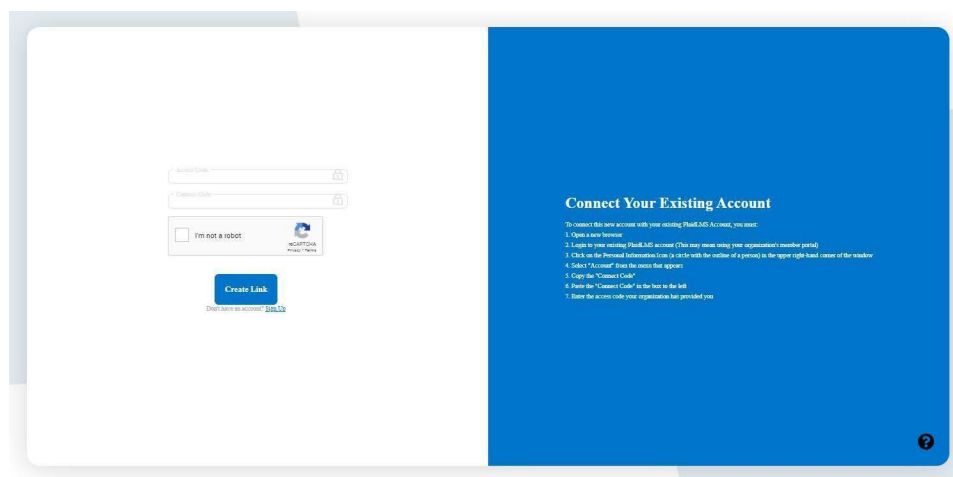 Access Code
Connect Code
I'm not a robot
reCAPTCHA
Privacy - Terms
Create Link
Don't have an account? Sign Up
Connect Your Existing Account
To connect this new account with your existing PlaidLMS Account, you must:
1. Open a new browser
2. Login to your existing PlaidLMS account (This may mean using your organization's member portal)
3. Click on the Personal Information Icon (a circle with the outline of a person) in the upper right-hand corner of the window
4. Select "Account" from the menu that appears
5. Copy the "Connect Code"
6. Paste the "Connect Code" in the box to the left
7. Enter the access code your organization has provided you
?